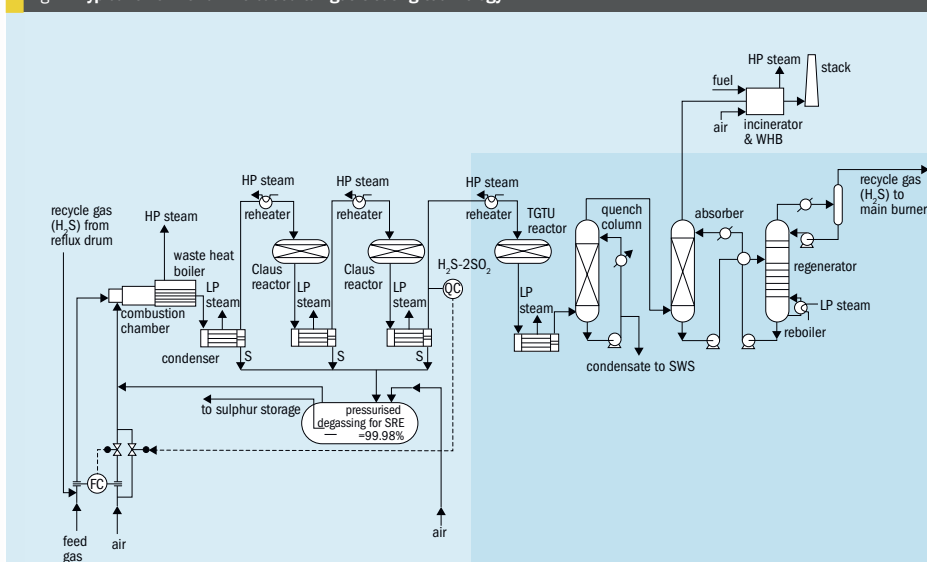 HP steam
stack
fuel
air
incinerator
& WHB
HP steam
HP steam
HP steam
recycle gas
(H2S) to
main burner
recycle gas
(H2S) from
reflux drum
HP steam
reheater
reheater
reheater
TGTU
reactor
quench
column
absorber
waste heat
boiler
Claus
reactor
Claus
reactor
H2S-2SO2
QC
regenerator
LP
steam
LP
steam
LP
steam
LP
steam
LP steam
combustion
chamber
condenser
S
S
S
reboiler
condensate to SWS
to sulphur storage
pressurised
degassing for SRE
=99.98%
FC
feed
gas
air
air